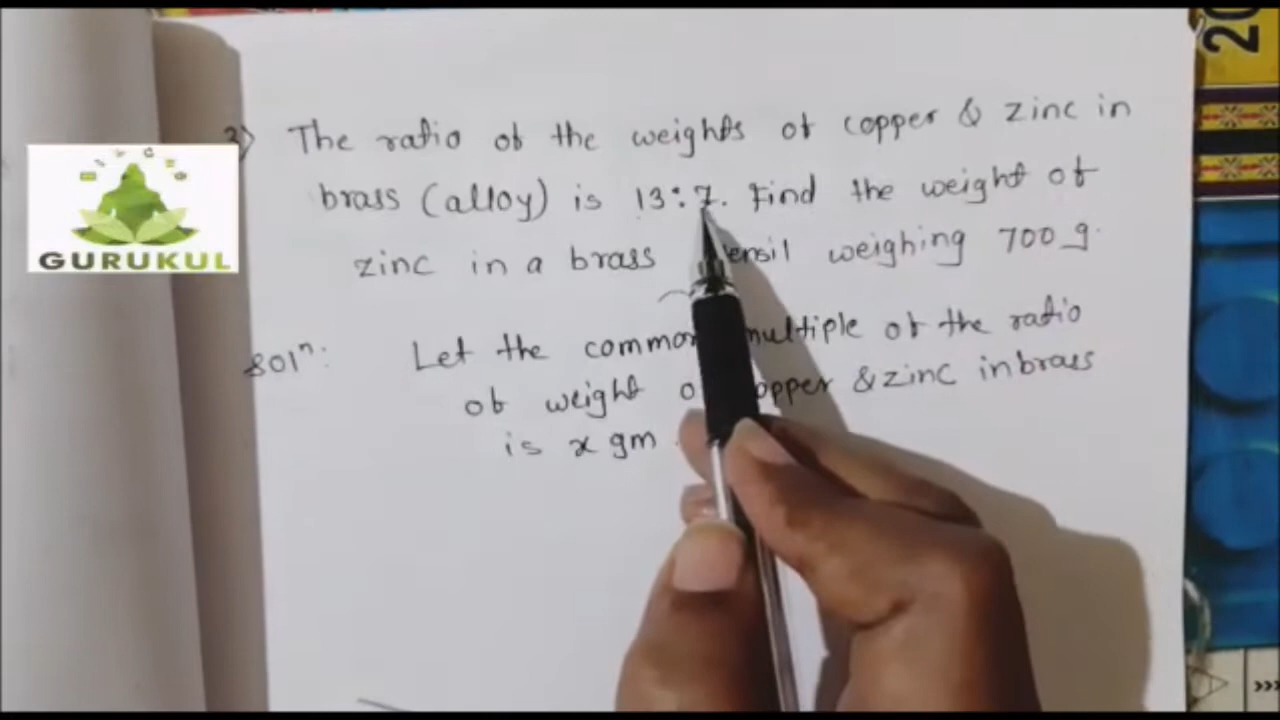 3) The ratio of the weights of copper & zinc in
brass (alloy) is 13:7. Find the weight of
zinc in a brass weighing 700 g.
Soln: Let the common multiple of the ratio
of weight copper & zinc in brass
is x gm
GURUKUL
20
>>>